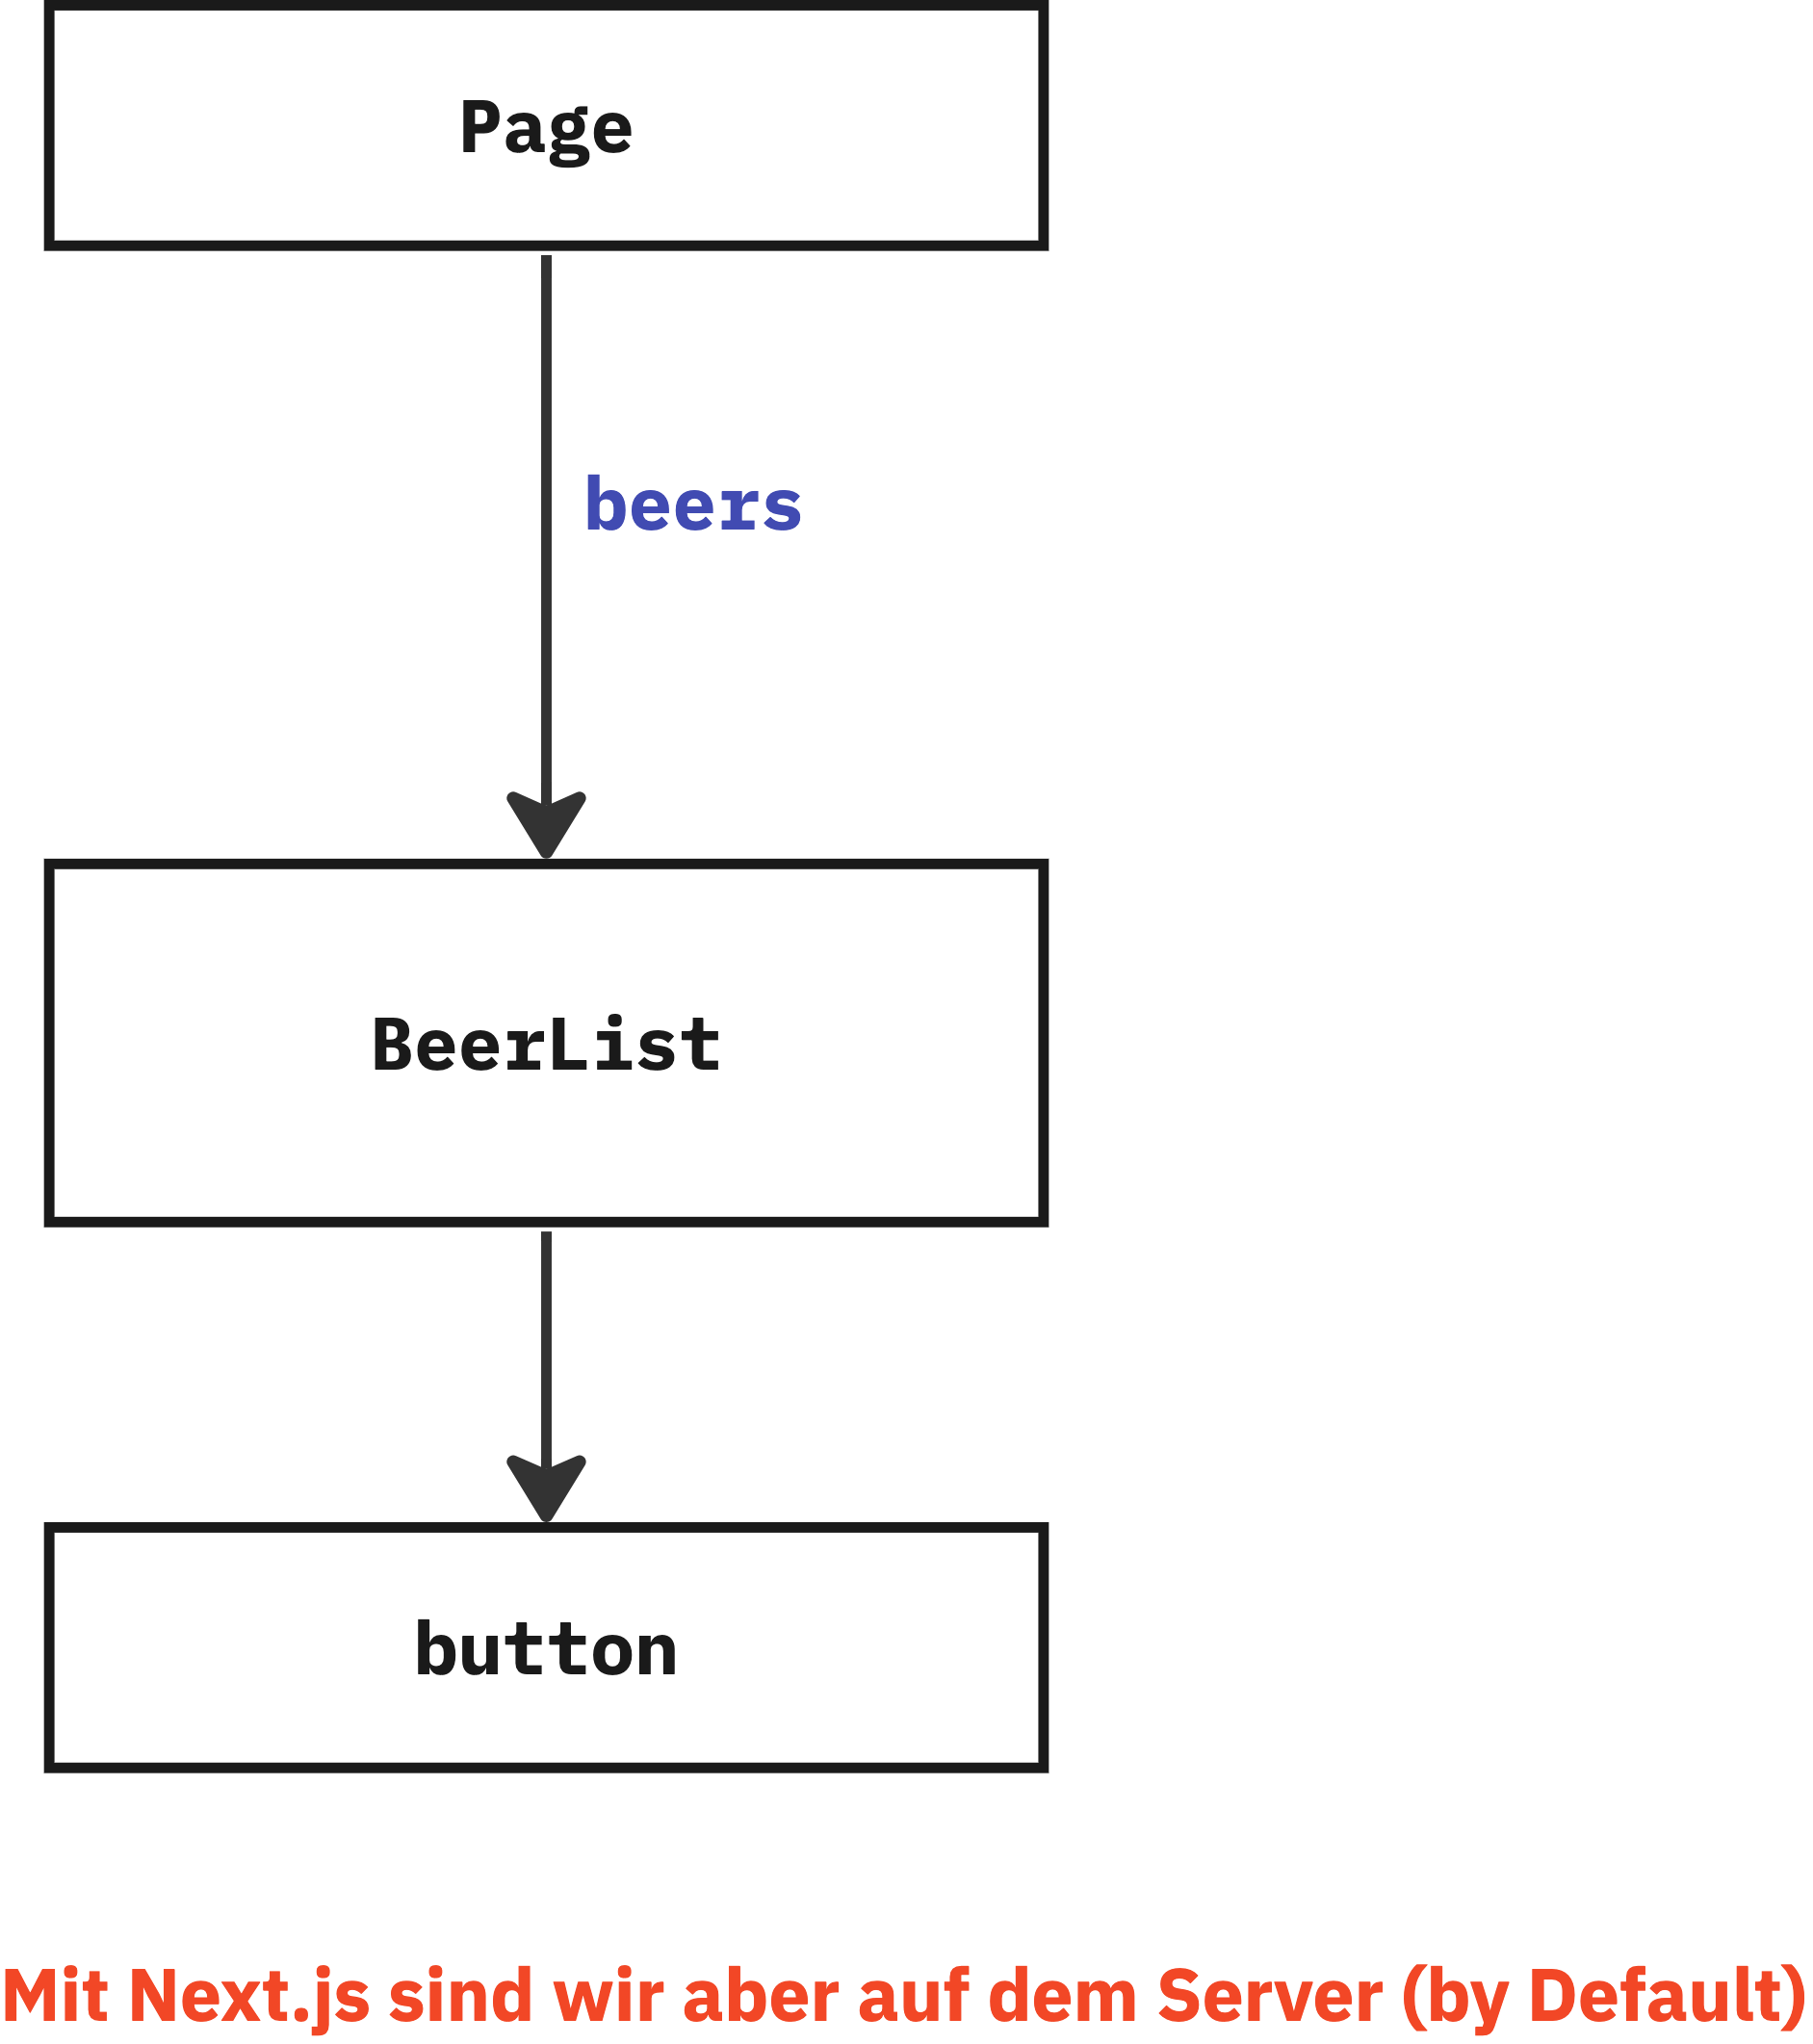 Page
beers
BeerList
button
Mit Next.js sind wir aber auf dem Server (by Default)